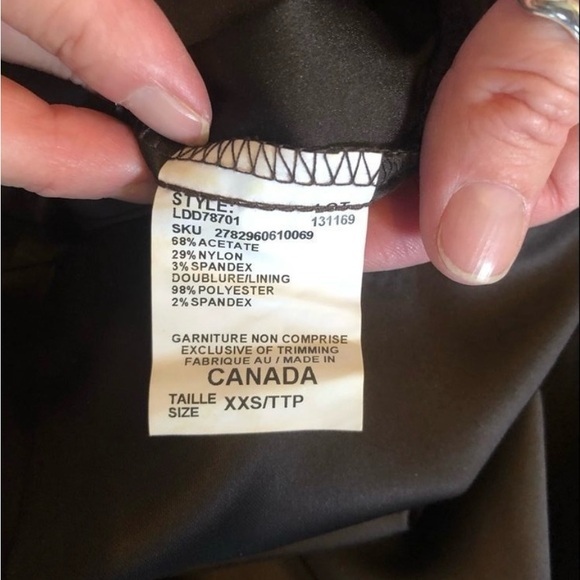 STYLE: LOT
LDD78701 131169
SKU 2782960610069
68% ACETATE
29% NYLON
3% SPANDEX
DOUBLURE/LINING
98% POLYESTER
2% SPANDEX
GARNITURE NON COMPRISE
EXCLUSIVE OF TRIMMING
FABRIQUE AU / MADE IN
CANADA
TAILLE
SIZE XXS/TTP